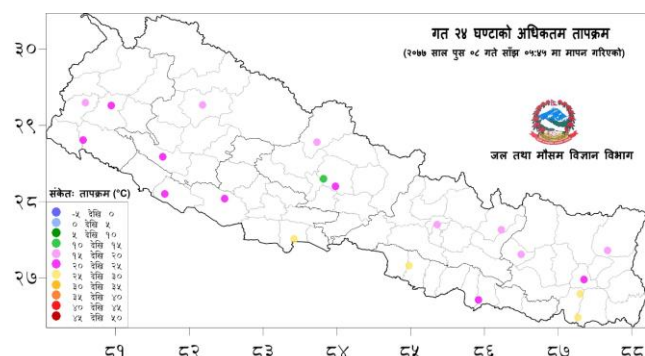 गत २४ घण्टाको अधिकतम तापक्रम
(२०७७ साल पुस ०८ गते साँझ ०५:४५ मा मापन गरिएको)
जल तथा मौसम विज्ञान विभाग
३०
२९
२८
२७
संकेतः तापक्रम (°C)
-५ देखि ०
० देखि ५
५ देखि १०
१० देखि १५
१५ देखि २०
२० देखि २५
२५ देखि ३०
३० देखि ३५
३५ देखि ४०
४० देखि ४५
४५ देखि ५०
८१ ८२ ८३ ८४ ८५ ८६ ८७ ८८